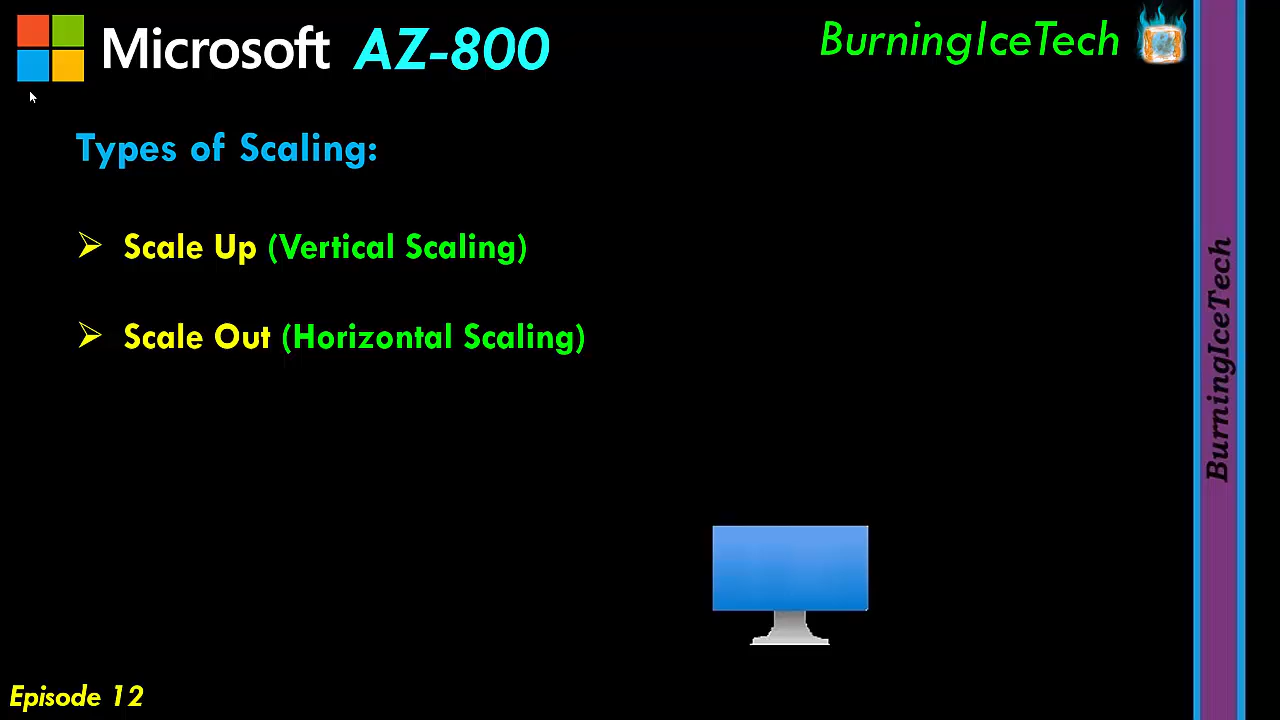 Microsoft AZ-800
BurningIceTech
Types of Scaling:
➢ Scale Up (Vertical Scaling)
➢ Scale Out (Horizontal Scaling)
BurningIceTech
Episode 12